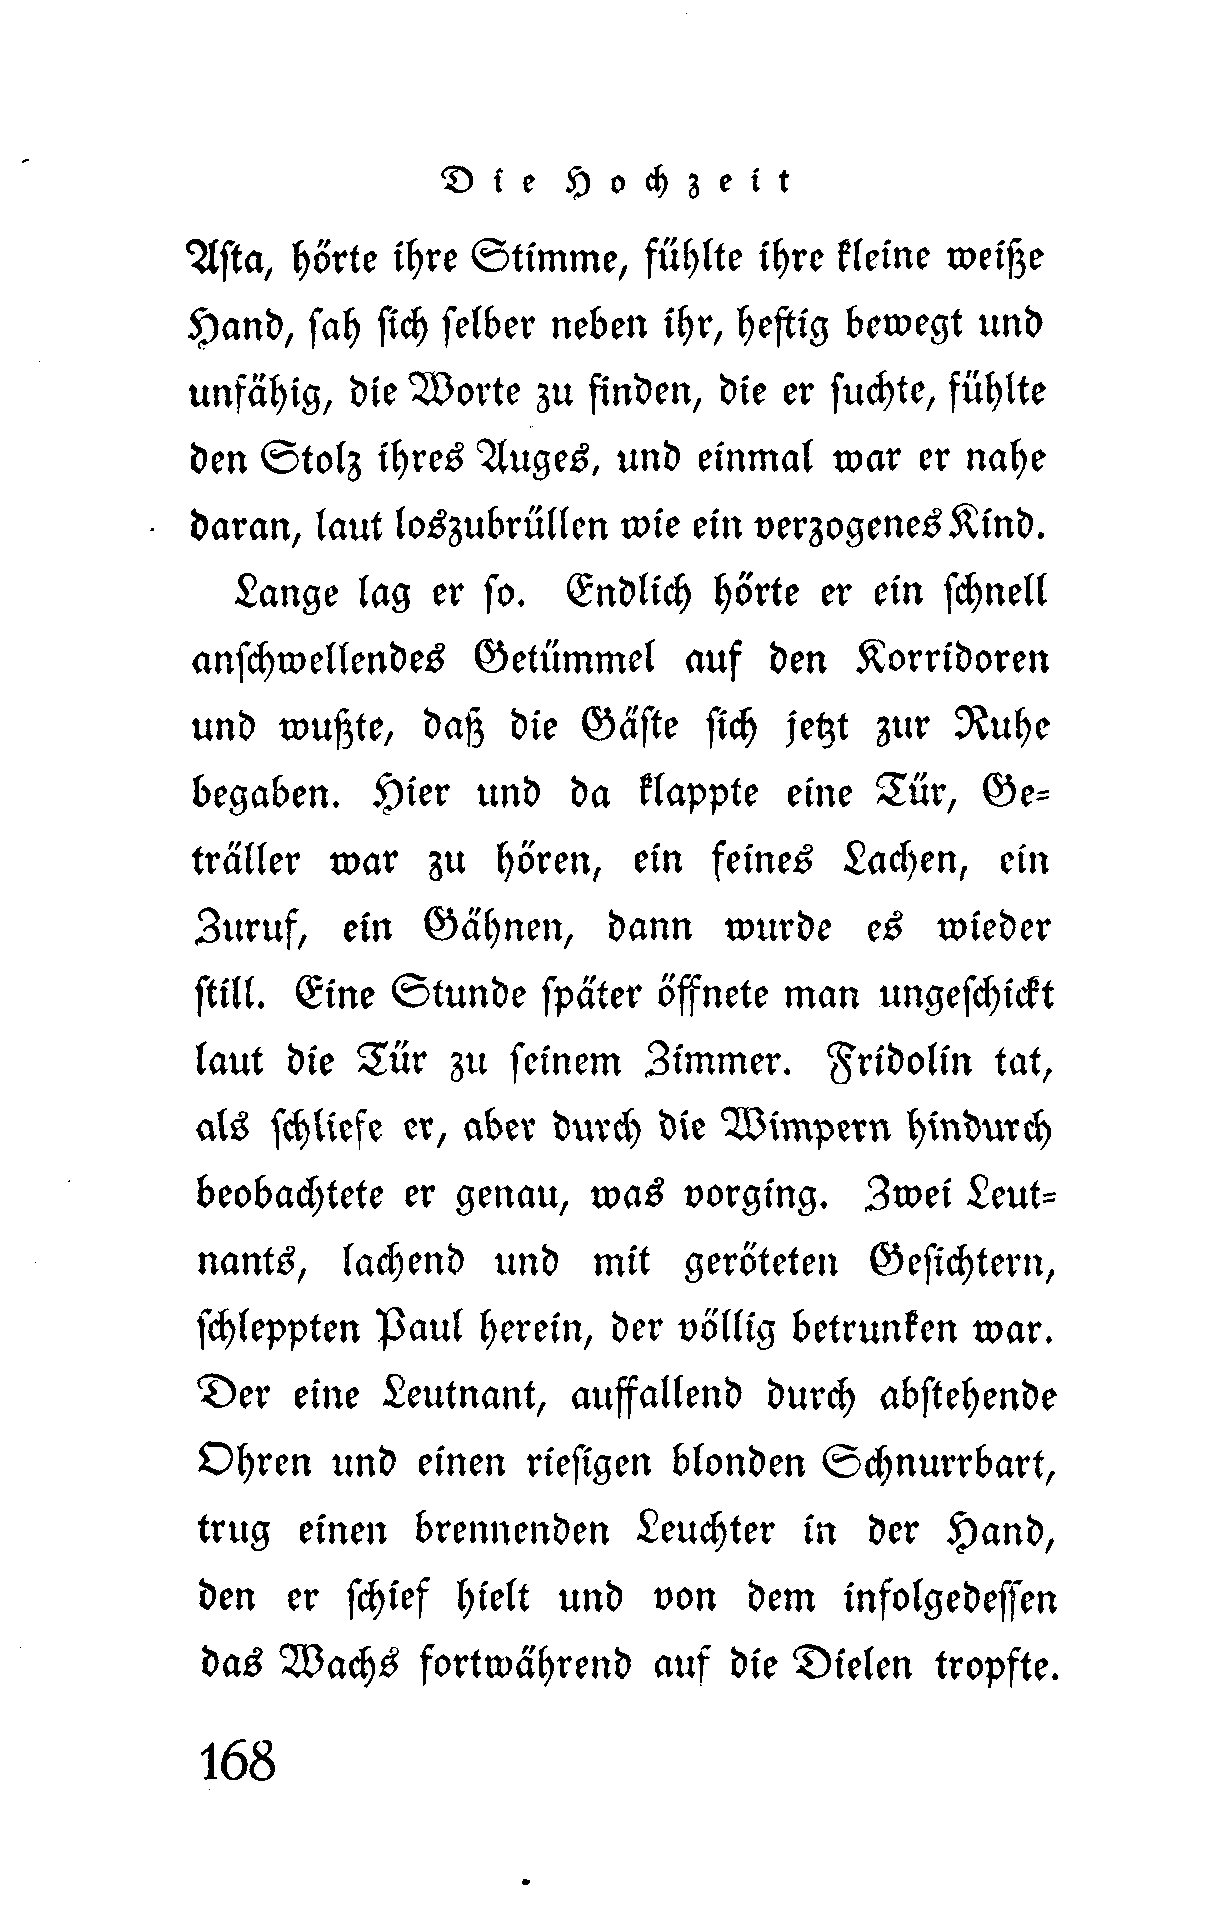 Die Hochzeit
Asta, hörte ihre Stimme, fühlte ihre kleine weiße
Hand, sah sich selber neben ihr, heftig bewegt und
unfähig, die Worte zu finden, die er suchte, fühlte
den Stolz ihres Auges, und einmal war er nahe
daran, laut loszubrüllen wie ein verzogenes Kind.
Lange lag er so. Endlich hörte er ein schnell
anschwellendes Getümmel auf den Korridoren
und wußte, daß die Gäste sich jetzt zur Ruhe
begaben. Hier und da klappte eine Tür, Ge-
träller war zu hören, ein feines Lachen, ein
Zuruf, ein Gähnen, dann wurde es wieder
still. Eine Stunde später öffnete man ungeschickt
laut die Tür zu seinem Zimmer. Fridolin tat,
als schliefe er, aber durch die Wimpern hindurch
beobachtete er genau, was vorging. Zwei Leut-
nants, lachend und mit geröteten Gesichtern,
schleppten Paul herein, der völlig betrunken war.
Der eine Leutnant, auffallend durch abstehende
Ohren und einen riesigen blonden Schnurrbart,
trug einen brennenden Leuchter in der Hand,
den er schief hielt und von dem infolgedessen
das Wachs fortwährend auf die Dielen tropfte.
168